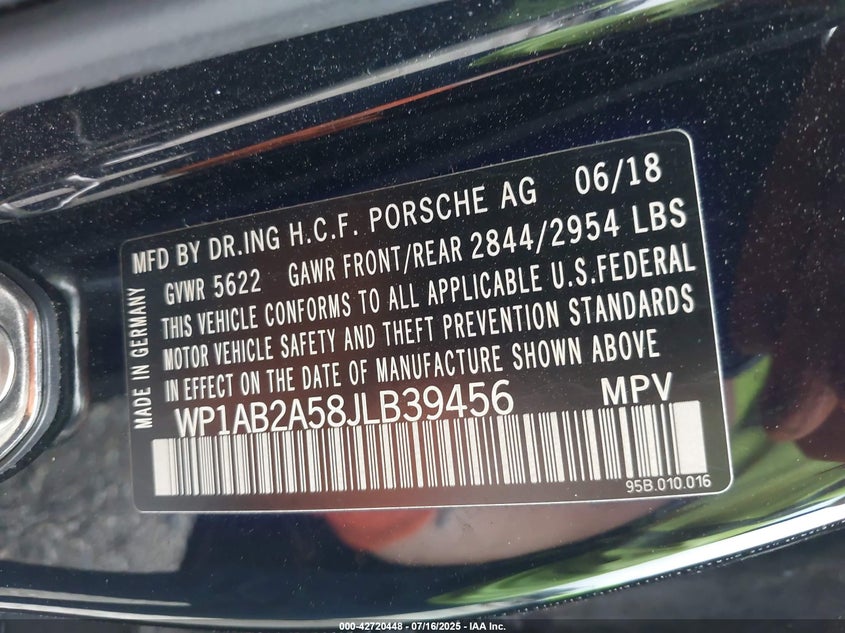 MADE IN GERMANY
MFD BY DR.ING H.C.F. PORSCHE AG 06/18
GVWR 5622 GAWR FRONT/REAR 2844/2954 LBS
THIS VEHICLE CONFORMS TO ALL APPLICABLE U.S.FEDERAL
MOTOR VEHICLE SAFETY AND THEFT PREVENTION STANDARDS
IN EFFECT ON THE DATE OF MANUFACTURE SHOWN ABOVE
WP1AB2A58JLB39456 MPV
95B.010.016
000-42720448 - 07/16/2025 - IAA Inc.